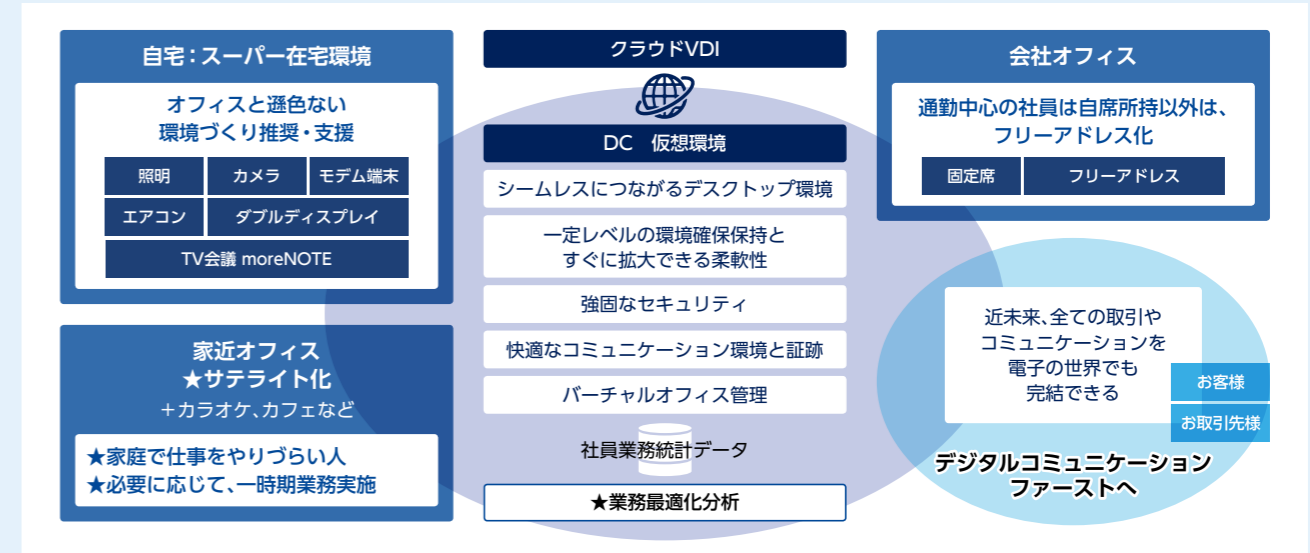 自宅：スーパー在宅環境
オフィスと遜色ない
環境づくり推奨・支援
照明
カメラ
モデム端末
エアコン
ダブルディスプレイ
TV会議 moreNOTE
家近オフィス
★サテライト化
＋カラオケ、カフェなど
★家庭で仕事をやりづらい人
★必要に応じて、一時期業務実施
クラウドVDI
DC　仮想環境
シームレスにつながるデスクトップ環境
一定レベルの環境確保保持と
すぐに拡大できる柔軟性
強固なセキュリティ
快適なコミュニケーション環境と証跡
バーチャルオフィス管理
社員業務統計データ
★業務最適化分析
会社オフィス
通勤中心の社員は自席所持以外は、
フリーアドレス化
固定席
フリーアドレス
近未来、全ての取引や
コミュニケーションを
電子の世界でも
完結できる
お客様
お取引先様
デジタルコミュニケーション
ファーストへ